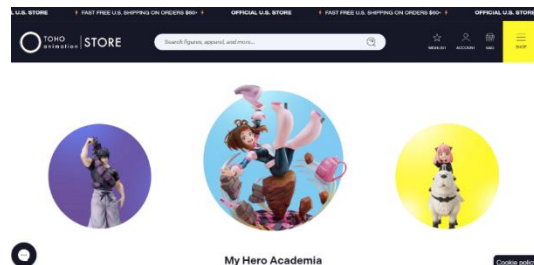 L U.S. STORE FAST FREE U.S. SHIPPING ON ORDERS $60+ OFFICIAL U.S. STORE FAST FREE U.S. SHIPPING ON ORDERS $60+ OFFICIAL U.S. STORE
TOHO animation STORE
Search figures, apparel, and more...
WISHLIST ACCOUNT BAG SHOP
My Hero Academia
Cookie policy